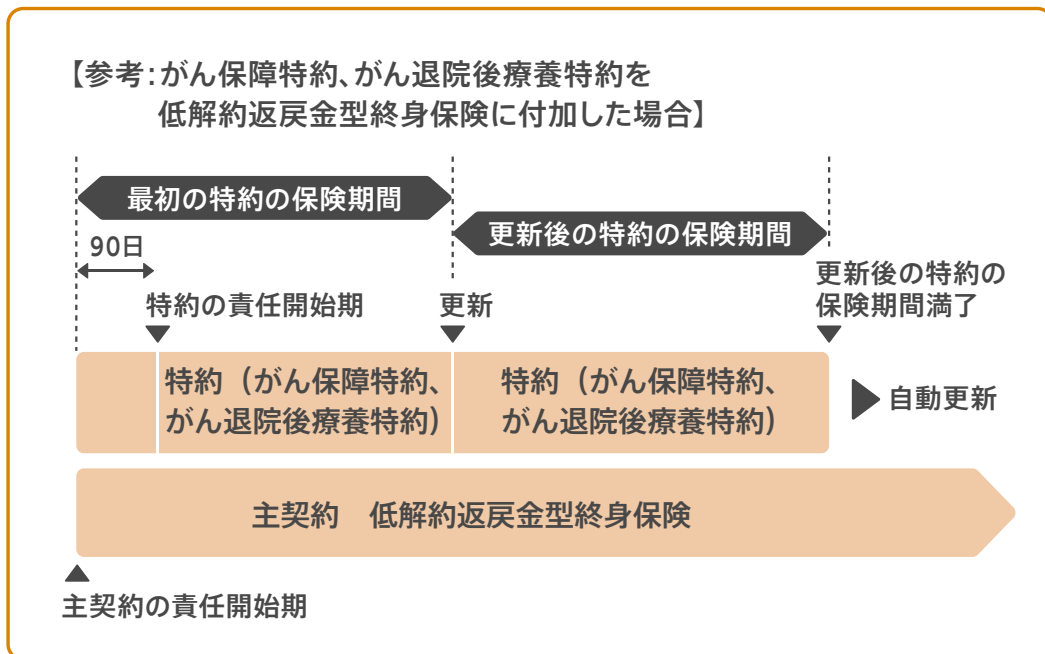 【参考:がん保障特約、がん退院後療養特約を
低解約返戻金型終身保険に付加した場合】
最初の特約の保険期間
更新後の特約の保険期間
90日
特約の責任開始期
更新
更新後の特約の
保険期間満了
特約（がん保障特約、
がん退院後療養特約）
特約（がん保障特約、
がん退院後療養特約）
自動更新
主契約　低解約返戻金型終身保険
主契約の責任開始期